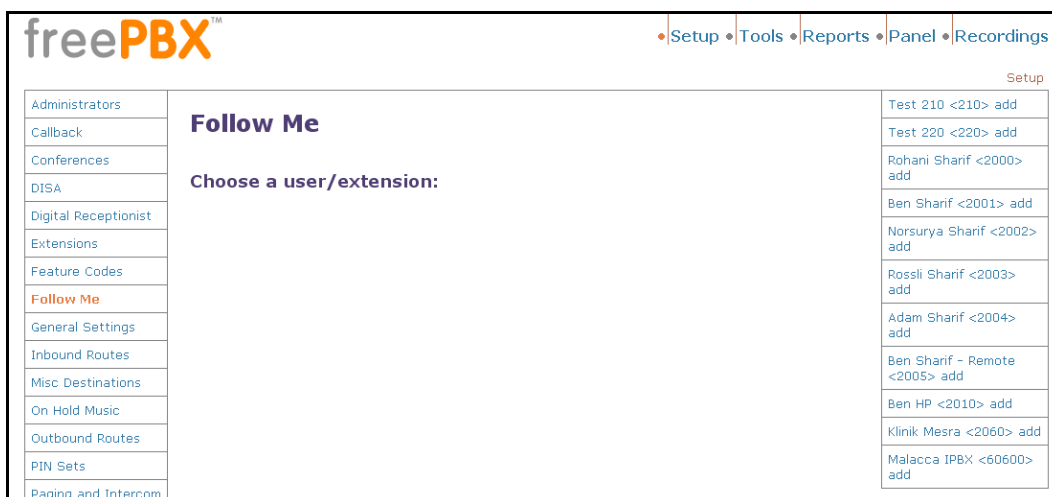 freePBX™
Setup Tools Reports Panel Recordings
Setup
Administrators
Callback
Conferences
DISA
Digital Receptionist
Extensions
Feature Codes
Follow Me
General Settings
Inbound Routes
Misc Destinations
On Hold Music
Outbound Routes
PIN Sets
Paging and Intercom
Follow Me
Choose a user/extension:
Test 210 <210> add
Test 220 <220> add
Rohani Sharif <2000>
add
Ben Sharif <2001> add
Norsurya Sharif <2002>
add
Rossli Sharif <2003>
add
Adam Sharif <2004>
add
Ben Sharif - Remote
<2005> add
Ben HP <2010> add
Klinik Mesra <2060> add
Malacca IPBX <60600>
add